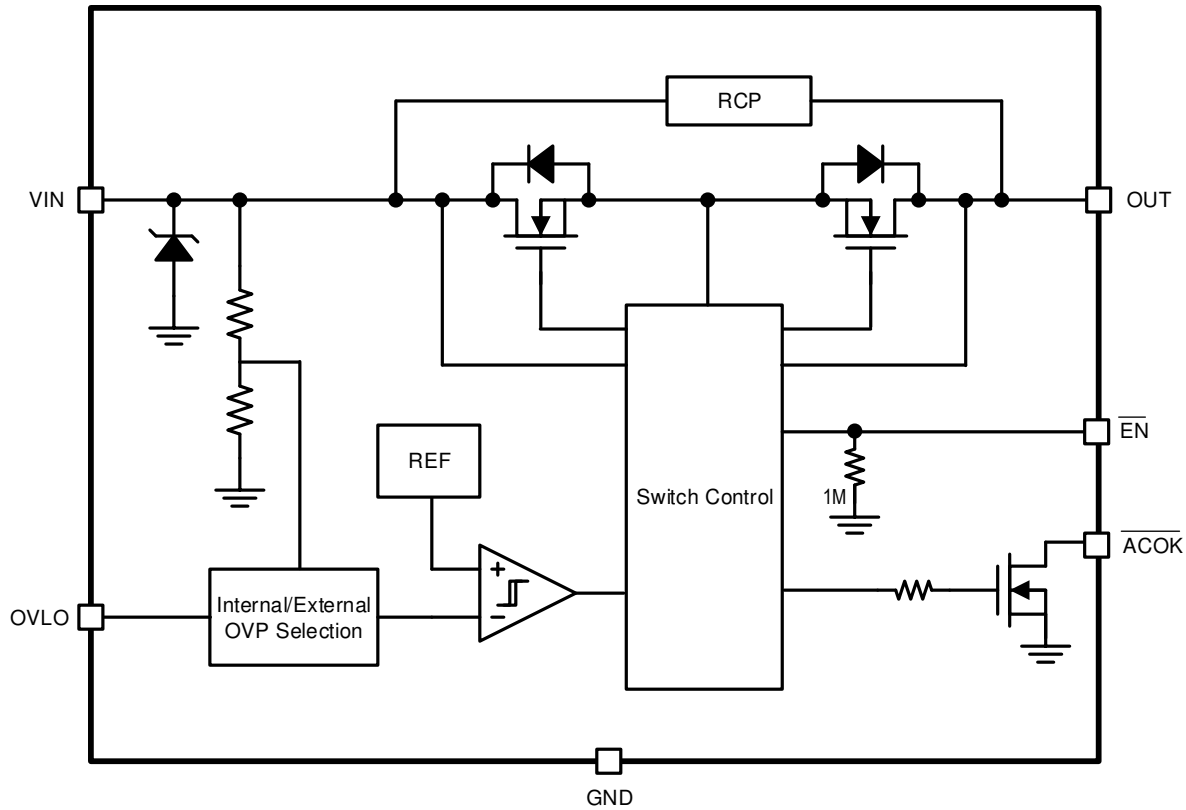 RCP
VIN
OUT
EN
REF
Switch Control
1M
ACOK
Internal/External
OVP Selection
OVLO
+
-
GND